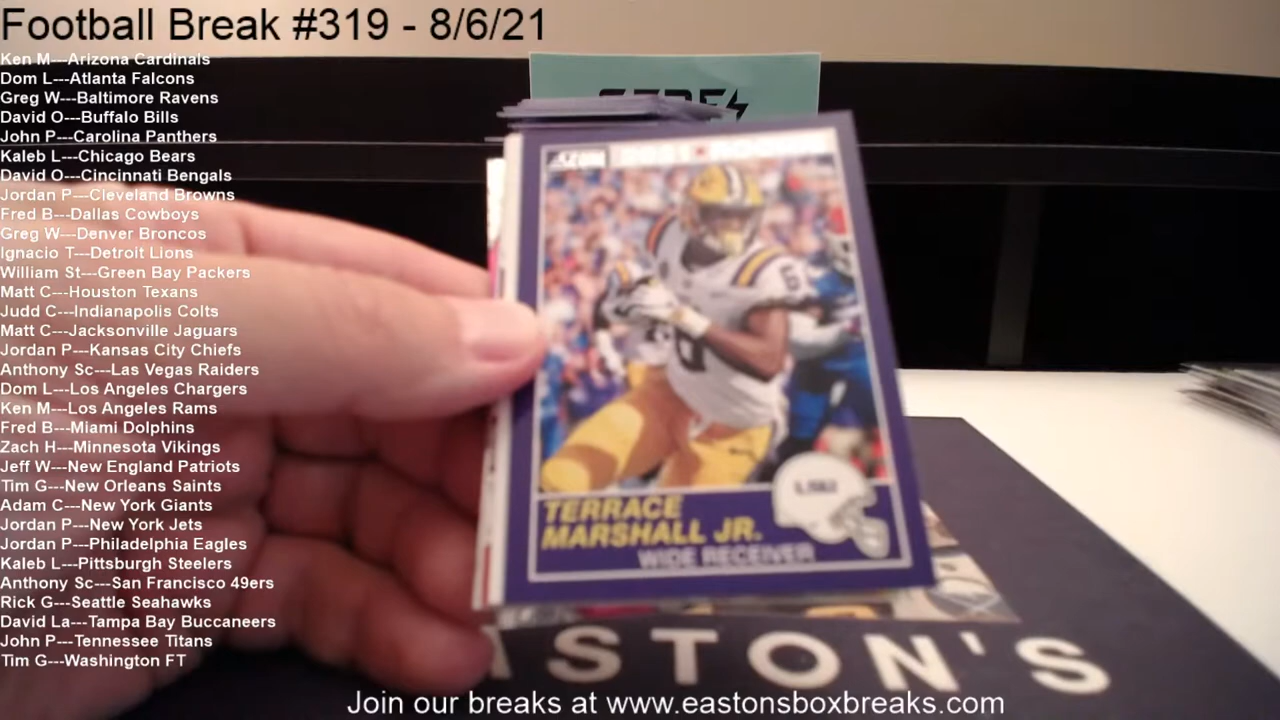 Football Break #319 - 8/6/21
Ken M---Arizona Cardinals
Dom L---Atlanta Falcons
Greg W---Baltimore Ravens
David O---Buffalo Bills
John P---Carolina Panthers
Kaleb L---Chicago Bears
David O---Cincinnati Bengals
Jordan P---Cleveland Browns
Fred B---Dallas Cowboys
Greg W---Denver Broncos
Ignacio T---Detroit Lions
William St---Green Bay Packers
Matt C---Houston Texans
Judd C---Indianapolis Colts
Matt C---Jacksonville Jaguars
Jordan P---Kansas City Chiefs
Anthony Sc---Las Vegas Raiders
Dom L---Los Angeles Chargers
Ken M---Los Angeles Rams
Fred B---Miami Dolphins
Zach H---Minnesota Vikings
Jeff W---New England Patriots
Tim G---New Orleans Saints
Adam C---New York Giants
Jordan P---New York Jets
Jordan P---Philadelphia Eagles
Kaleb L---Pittsburgh Steelers
Anthony Sc---San Francisco 49ers
Rick G---Seattle Seahawks
David La---Tampa Bay Buccaneers
John P---Tennessee Titans
Tim G---Washington FT
SCORE 2021 ROOKIE
6
6
LSU
TERRACE
MARSHALL JR.
WIDE RECEIVER
ASTON'S
Join our breaks at www.eastonsboxbreaks.com